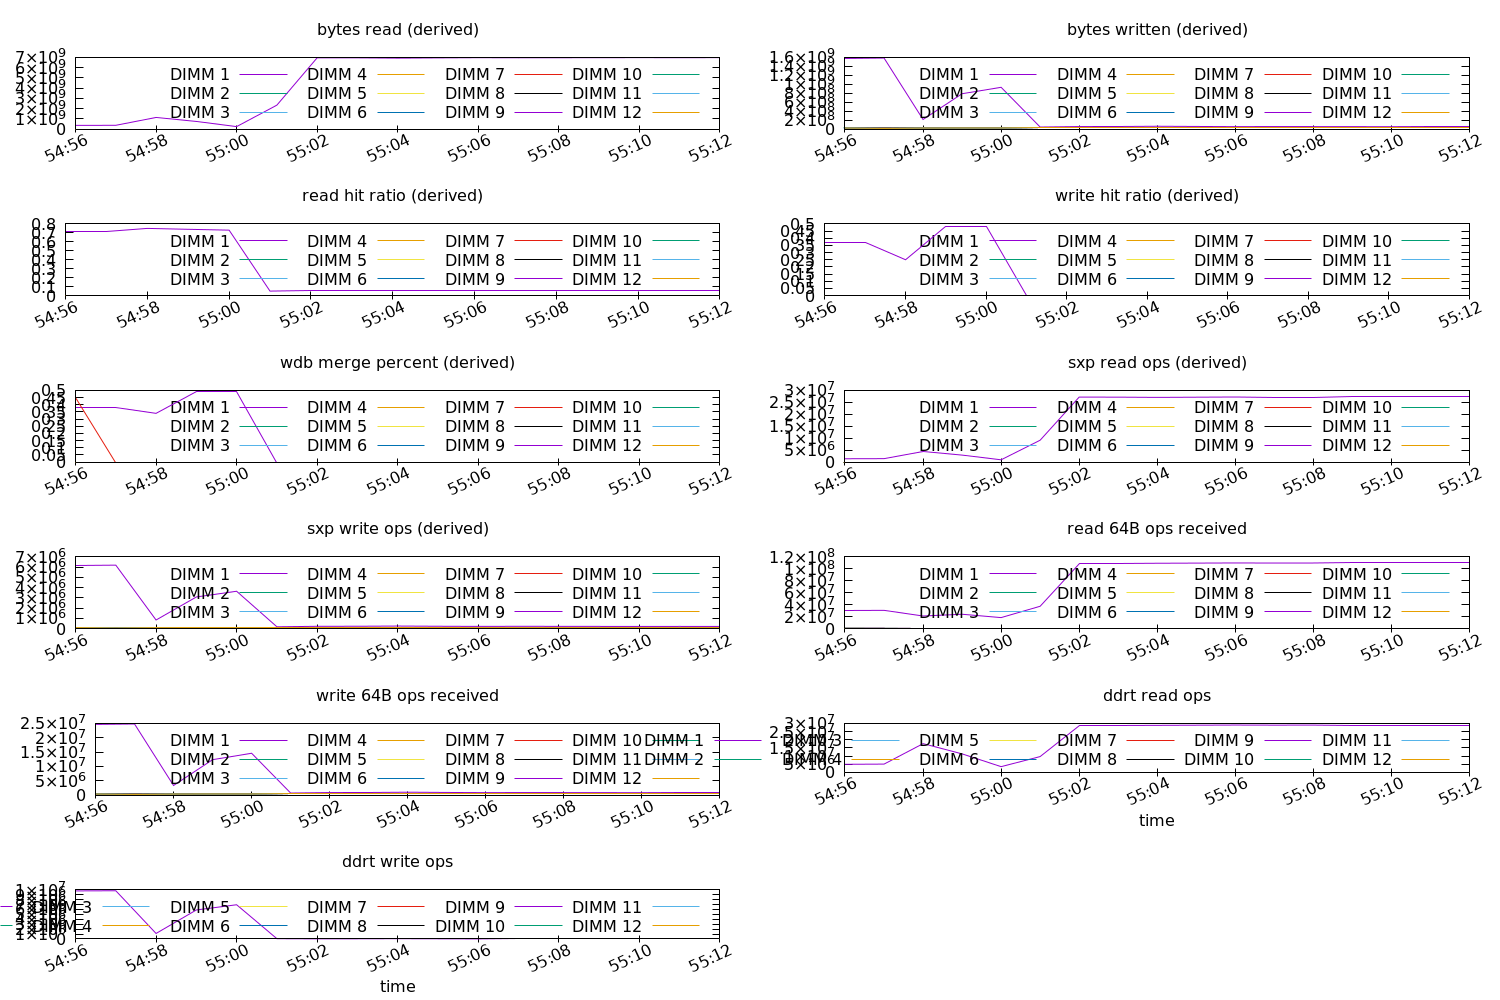 bytes read (derived)
7×10⁹
6×10⁹
5×10⁹
4×10⁹
3×10⁹
2×10⁹
1×10⁹
0
DIMM 1 DIMM 4 DIMM 7 DIMM 10
DIMM 2 DIMM 5 DIMM 8 DIMM 11
DIMM 3 DIMM 6 DIMM 9 DIMM 12
54:56 54:58 55:00 55:02 55:04 55:06 55:08 55:10 55:12
bytes written (derived)
1.6×10⁹
1.4×10⁹
1.2×10⁹
1×10⁹
8×10⁸
6×10⁸
4×10⁸
2×10⁸
0
DIMM 1 DIMM 4 DIMM 7 DIMM 10
DIMM 2 DIMM 5 DIMM 8 DIMM 11
DIMM 3 DIMM 6 DIMM 9 DIMM 12
54:56 54:58 55:00 55:02 55:04 55:06 55:08 55:10 55:12
read hit ratio (derived)
0.8
0.7
0.6
0.5
0.4
0.3
0.2
0.1
0
DIMM 1 DIMM 4 DIMM 7 DIMM 10
DIMM 2 DIMM 5 DIMM 8 DIMM 11
DIMM 3 DIMM 6 DIMM 9 DIMM 12
54:56 54:58 55:00 55:02 55:04 55:06 55:08 55:10 55:12
write hit ratio (derived)
0.5
0.45
0.4
0.35
0.3
0.25
0.2
0.15
0.1
0.05
0
DIMM 1 DIMM 4 DIMM 7 DIMM 10
DIMM 2 DIMM 5 DIMM 8 DIMM 11
DIMM 3 DIMM 6 DIMM 9 DIMM 12
54:56 54:58 55:00 55:02 55:04 55:06 55:08 55:10 55:12
wdb merge percent (derived)
0.5
0.45
0.4
0.35
0.3
0.25
0.2
0.15
0.1
0.05
0
DIMM 1 DIMM 4 DIMM 7 DIMM 10
DIMM 2 DIMM 5 DIMM 8 DIMM 11
DIMM 3 DIMM 6 DIMM 9 DIMM 12
54:56 54:58 55:00 55:02 55:04 55:06 55:08 55:10 55:12
sxp read ops (derived)
3×10⁷
2.5×10⁷
2×10⁷
1.5×10⁷
1×10⁷
5×10⁶
0
DIMM 1 DIMM 4 DIMM 7 DIMM 10
DIMM 2 DIMM 5 DIMM 8 DIMM 11
DIMM 3 DIMM 6 DIMM 9 DIMM 12
54:56 54:58 55:00 55:02 55:04 55:06 55:08 55:10 55:12
sxp write ops (derived)
7×10⁶
6×10⁶
5×10⁶
4×10⁶
3×10⁶
2×10⁶
1×10⁶
0
DIMM 1 DIMM 4 DIMM 7 DIMM 10
DIMM 2 DIMM 5 DIMM 8 DIMM 11
DIMM 3 DIMM 6 DIMM 9 DIMM 12
54:56 54:58 55:00 55:02 55:04 55:06 55:08 55:10 55:12
read 64B ops received
1.2×10⁸
1×10⁸
8×10⁷
6×10⁷
4×10⁷
2×10⁷
0
DIMM 1 DIMM 4 DIMM 7 DIMM 10
DIMM 2 DIMM 5 DIMM 8 DIMM 11
DIMM 3 DIMM 6 DIMM 9 DIMM 12
54:56 54:58 55:00 55:02 55:04 55:06 55:08 55:10 55:12
write 64B ops received
2.5×10⁷
2×10⁷
1.5×10⁷
1×10⁷
5×10⁶
0
DIMM 1 DIMM 4 DIMM 7 DIMM 10
DIMM 2 DIMM 5 DIMM 8 DIMM 11
DIMM 3 DIMM 6 DIMM 9 DIMM 12
54:56 54:58 55:00 55:02 55:04 55:06 55:08 55:10 55:12
ddrt read ops
3×10⁷
DIMM 1 DIMM 3 DIMM 5 DIMM 7 DIMM 9 DIMM 11
DIMM 2 DIMM 4 DIMM 6 DIMM 8 DIMM 10 DIMM 12
54:56 54:58 55:00 55:02 55:04 55:06 55:08 55:10 55:12
time
ddrt write ops
1×10⁷
0
DIMM 3 DIMM 5 DIMM 7 DIMM 9 DIMM 11
DIMM 4 DIMM 6 DIMM 8 DIMM 10 DIMM 12
54:56 54:58 55:00 55:02 55:04 55:06 55:08 55:10 55:12
time